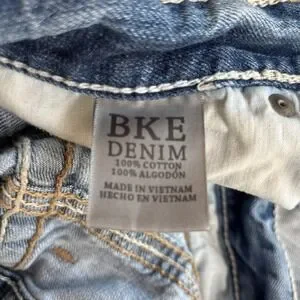 BKE
DENIM
100% COTTON
100% ALGODÓN
MADE IN VIETNAM
HECHO EN VIETNAM